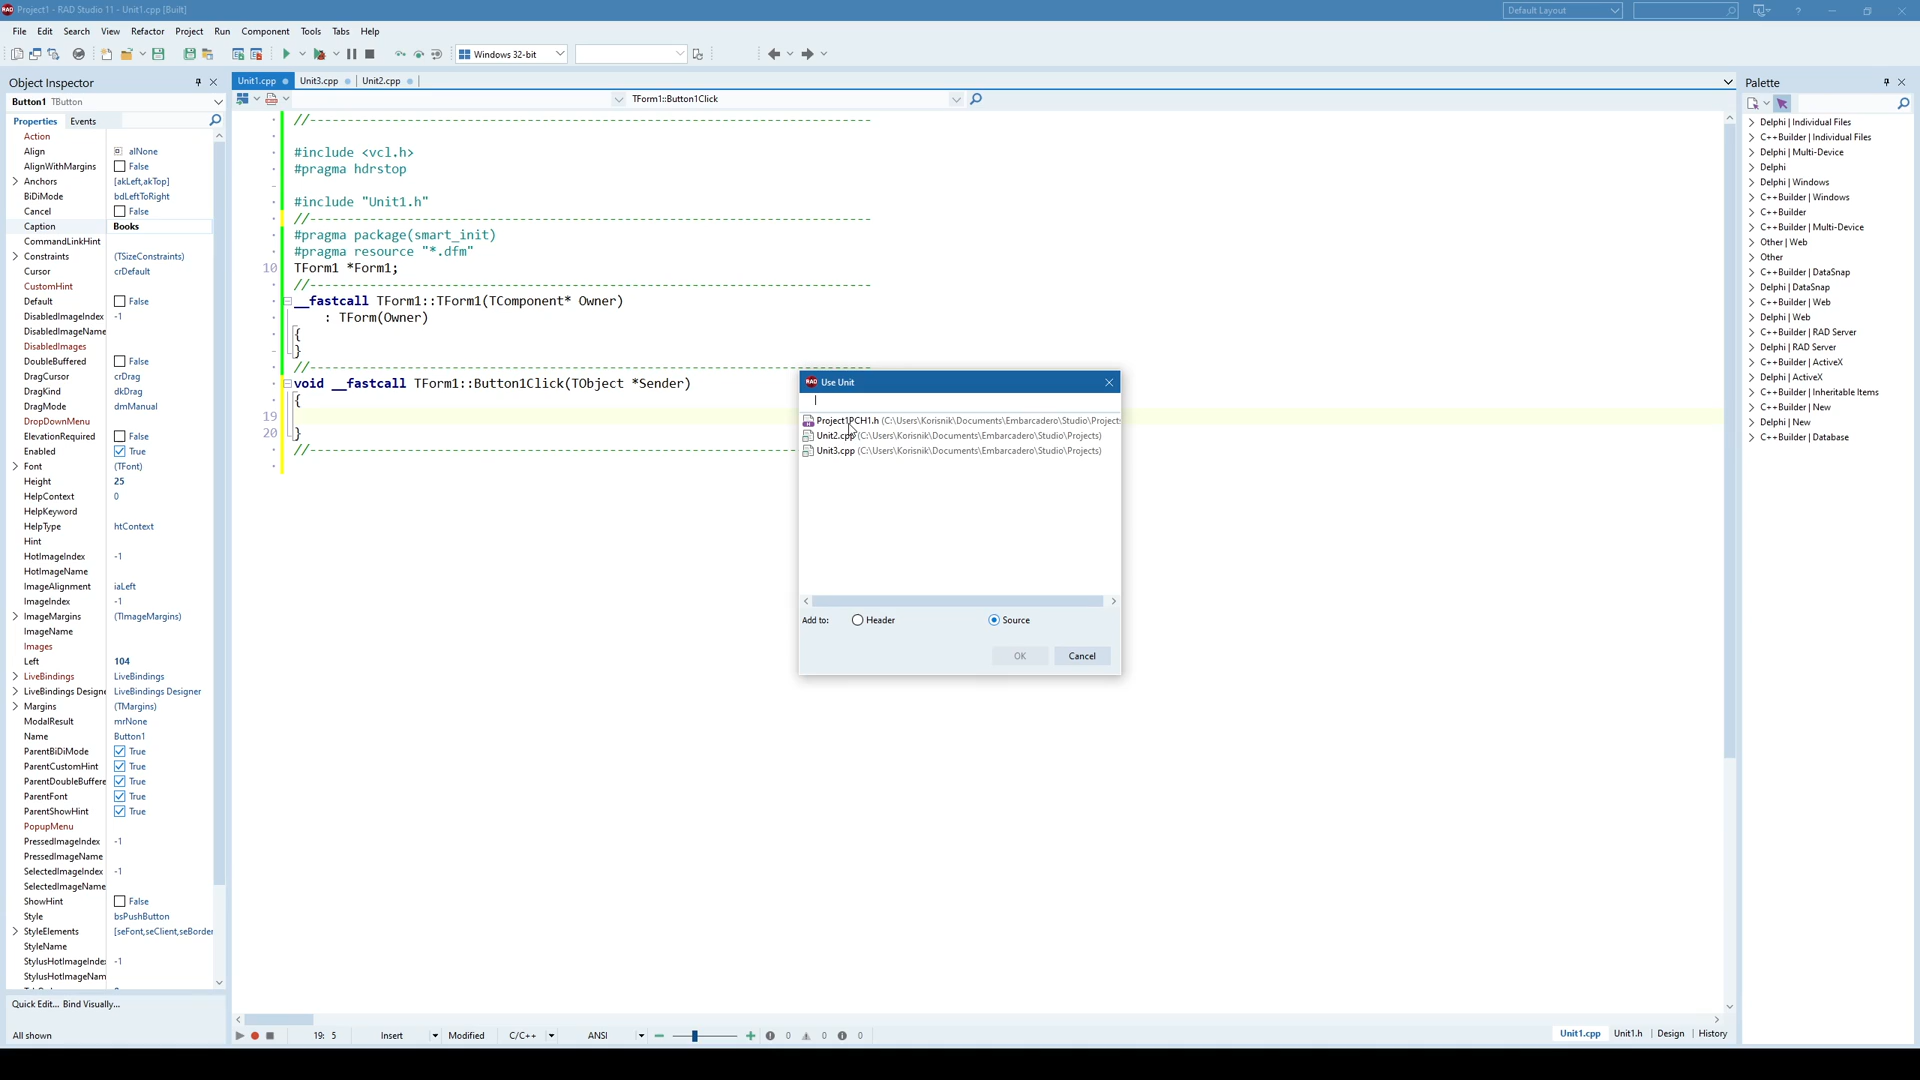 Project1 - RAD Studio 11 - Unit1.cpp [Built]
Default Layout
File Edit Search View Refactor Project Run Component Tools Tabs Help
Windows 32-bit
Object Inspector
Button1 TButton
Properties Events
Action
Align alNone
AlignWithMargins False
Anchors [akLeft,akTop]
BiDiMode bdLeftToRight
Cancel False
Caption Books
CommandLinkHint
Constraints (TSizeConstraints)
Cursor crDefault
CustomHint
Default False
DisabledImageIndex -1
DisabledImageName
DisabledImages
DoubleBuffered False
DragCursor crDrag
DragKind dkDrag
DragMode dmManual
DropDownMenu
ElevationRequired False
Enabled True
Font (TFont)
Height 25
HelpContext 0
HelpKeyword
HelpType htContext
Hint
HotImageIndex -1
HotImageName
ImageAlignment iaLeft
ImageIndex -1
ImageMargins (TImageMargins)
ImageName
Images
Left 104
LiveBindings LiveBindings
LiveBindings Designe LiveBindings Designer
Margins (TMargins)
ModalResult mrNone
Name Button1
ParentBiDiMode True
ParentCustomHint True
ParentDoubleBuffere True
ParentFont True
ParentShowHint True
PopupMenu
PressedImageIndex -1
PressedImageName
SelectedImageIndex -1
SelectedImageName
ShowHint False
Style bsPushButton
StyleElements [seFont,seClient,seBorder
StyleName
StylusHotImageInde -1
StylusHotImageNam
Quick Edit... Bind Visually...
All shown
Unit1.cpp Unit3.cpp Unit2.cpp
TForm1::Button1Click
//---------------------------------------------------------------------------
#include <vcl.h>
#pragma hdrstop
#include "Unit1.h"
//---------------------------------------------------------------------------
#pragma package(smart_init)
#pragma resource "*.dfm"
10 TForm1 *Form1;
//---------------------------------------------------------------------------
__fastcall TForm1::TForm1(TComponent* Owner)
: TForm(Owner)
{
}
//---------------------------------------------------------------------------
void __fastcall TForm1::Button1Click(TObject *Sender)
{
19
20 }
//---------------------------------------------------------------------------
Use Unit
Project1PCH1.h (C:\Users\Korisnik\Documents\Embarcadero\Studio\Projects
Unit2.cpp (C:\Users\Korisnik\Documents\Embarcadero\Studio\Projects)
Unit3.cpp (C:\Users\Korisnik\Documents\Embarcadero\Studio\Projects)
Add to: Header Source
OK Cancel
19: 5 Insert Modified C/C++ ANSI 0 0 0
Unit1.cpp Unit1.h Design History
Palette
Delphi | Individual Files
C++Builder | Individual Files
Delphi | Multi-Device
Delphi
Delphi | Windows
C++Builder | Windows
C++Builder
C++Builder | Multi-Device
Other | Web
Other
C++Builder | DataSnap
Delphi | DataSnap
C++Builder | Web
Delphi | Web
C++Builder | RAD Server
Delphi | RAD Server
C++Builder | ActiveX
Delphi | ActiveX
C++Builder | Inheritable Items
C++Builder | New
Delphi | New
C++Builder | Database